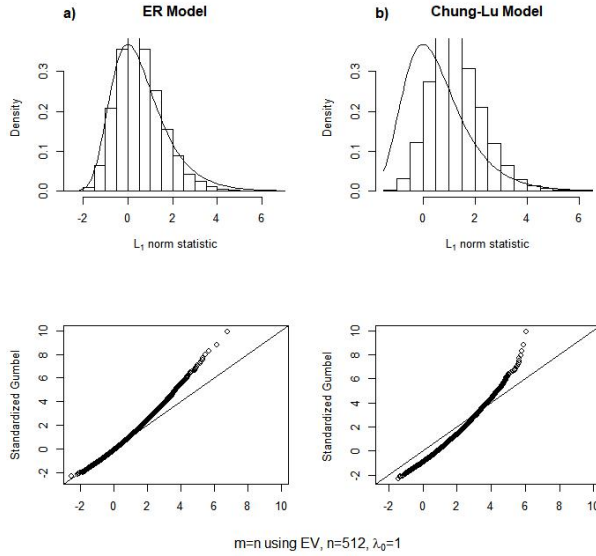 a) ER Model b) Chung-Lu Model
Density
0.0 0.1 0.2 0.3
-2 0 2 4 6
L1 norm statistic
Density
0.0 0.1 0.2 0.3
0 2 4 6
L1 norm statistic
Standardized Gumbel
-2 0 2 4 6 8 10
-2 0 2 4 6 8 10
Standardized Gumbel
-2 0 2 4 6 8 10
-2 0 2 4 6 8 10
m=n using EV, n=512, λ0=1